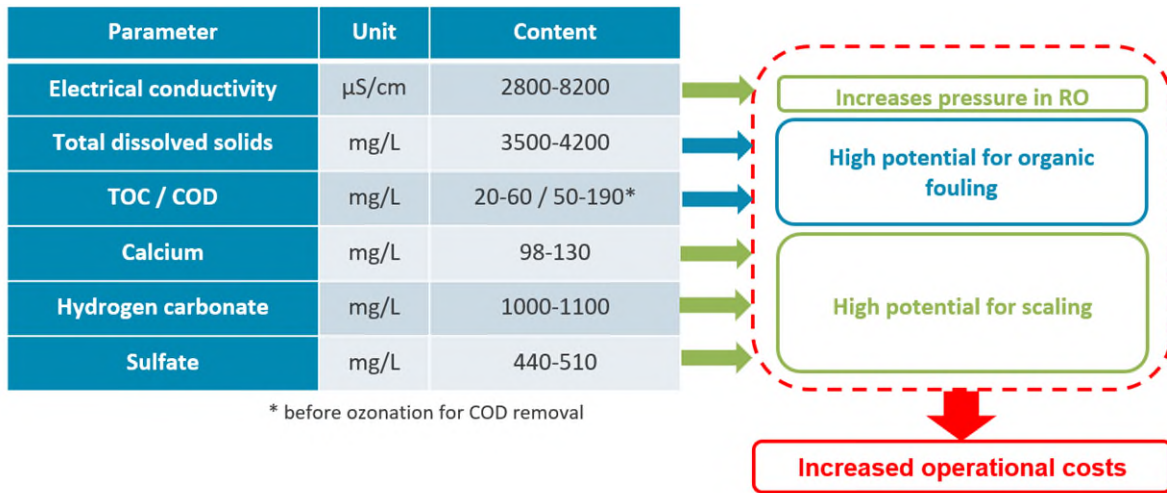 Parameter Unit Content
Electrical conductivity µS/cm 2800-8200
Increases pressure in RO
Total dissolved solids mg/L 3500-4200
High potential for organic
fouling
TOC / COD mg/L 20-60 / 50-190*
Calcium mg/L 98-130
Hydrogen carbonate mg/L 1000-1100
High potential for scaling
Sulfate mg/L 440-510
* before ozonation for COD removal
Increased operational costs